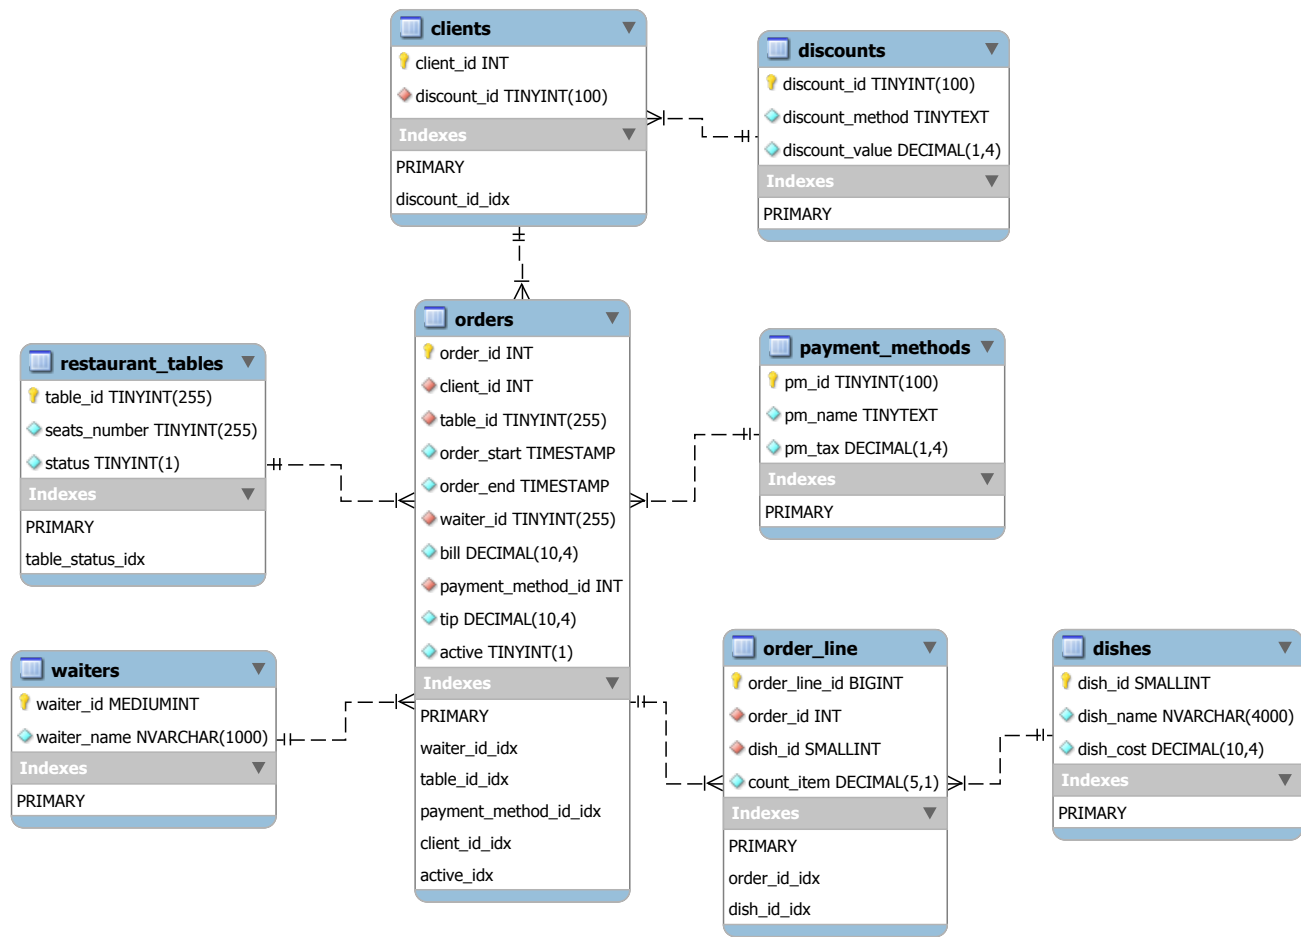 clients
client_id INT
discount_id TINYINT(100)
Indexes
PRIMARY
discount_id_idx
discounts
discount_id TINYINT(100)
discount_method TINYTEXT
discount_value DECIMAL(1,4)
Indexes
PRIMARY
orders
order_id INT
client_id INT
table_id TINYINT(255)
order_start TIMESTAMP
order_end TIMESTAMP
waiter_id TINYINT(255)
bill DECIMAL(10,4)
payment_method_id INT
tip DECIMAL(10,4)
active TINYINT(1)
Indexes
PRIMARY
waiter_id_idx
table_id_idx
payment_method_id_idx
client_id_idx
active_idx
restaurant_tables
table_id TINYINT(255)
seats_number TINYINT(255)
status TINYINT(1)
Indexes
PRIMARY
table_status_idx
payment_methods
pm_id TINYINT(100)
pm_name TINYTEXT
pm_tax DECIMAL(1,4)
Indexes
PRIMARY
waiters
waiter_id MEDIUMINT
waiter_name NVARCHAR(1000)
Indexes
PRIMARY
order_line
order_line_id BIGINT
order_id INT
dish_id SMALLINT
count_item DECIMAL(5,1)
Indexes
PRIMARY
order_id_idx
dish_id_idx
dishes
dish_id SMALLINT
dish_name NVARCHAR(4000)
dish_cost DECIMAL(10,4)
Indexes
PRIMARY